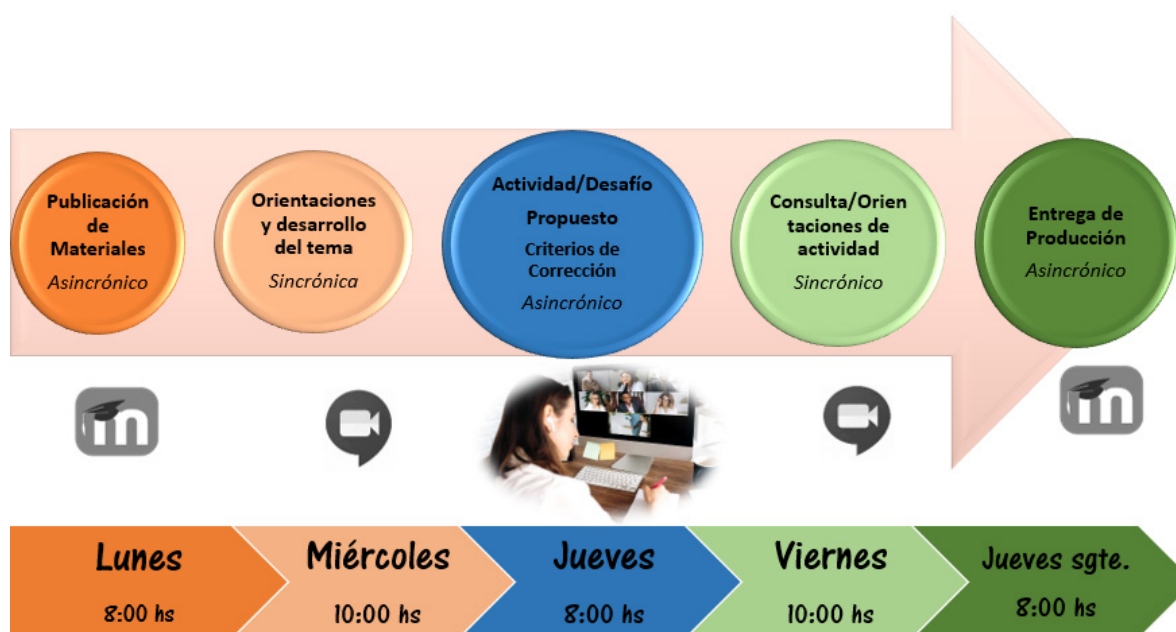 Publicación
de
Materiales
Asincrónico
Orientaciones
y desarrollo
del tema
Sincrónica
Actividad/Desafío
Propuesto
Criterios de
Corrección
Asincrónico
Consulta/Orien
taciones de
actividad
Sincrónico
Entrega de
Producción
Asincrónico
Lunes
8:00 hs
Miércoles
10:00 hs
Jueves
8:00 hs
Viernes
10:00 hs
Jueves sgte.
8:00 hs